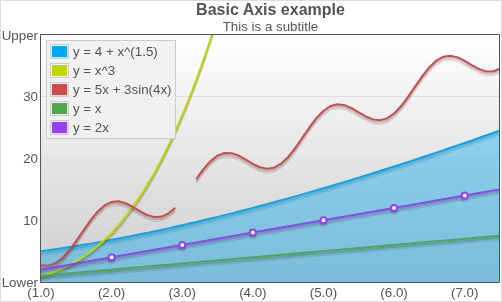 Basic Axis example
This is a subtitle
Upper
y = 4 + x^(1.5)
y = x^3
y = 5x + 3sin(4x)
y = x
y = 2x
30
20
10
Lower
(1.0) (2.0) (3.0) (4.0) (5.0) (6.0) (7.0)